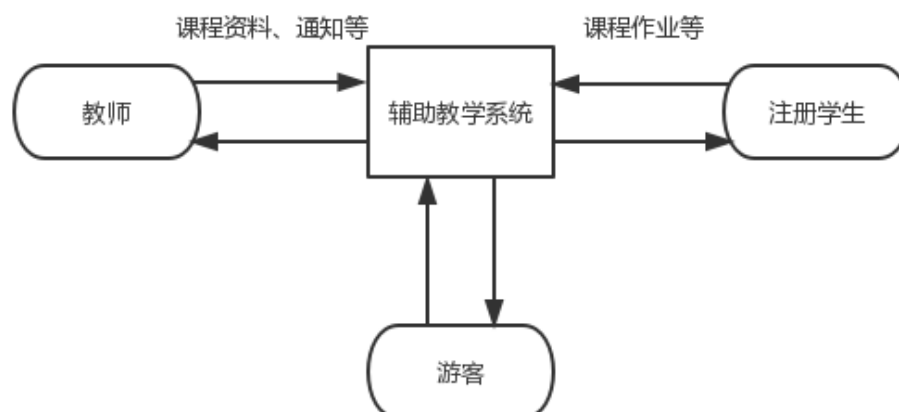 课程资料、通知等
课程作业等
教师
辅助教学系统
注册学生
游客